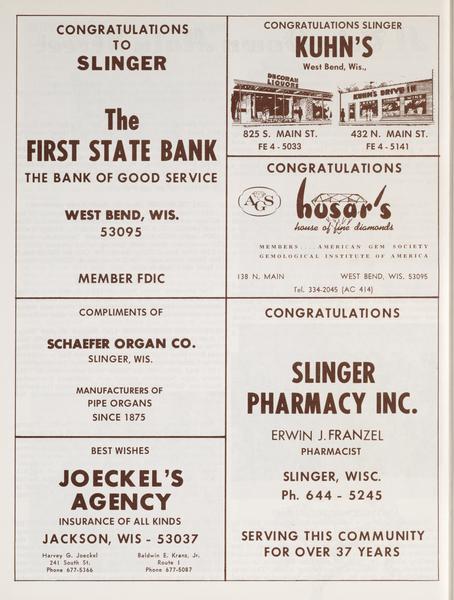 CONGRATULATIONS
TO
SLINGER
The
FIRST STATE BANK
THE BANK OF GOOD SERVICE
WEST BEND, WIS.
53095
MEMBER FDIC
COMPLIMENTS OF
SCHAEFER ORGAN CO.
SLINGER, WIS.
MANUFACTURERS OF
PIPE ORGANS
SINCE 1875
BEST WISHES
JOECKEL'S
AGENCY
INSURANCE OF ALL KINDS
JACKSON, WIS - 53037
Harvey G. Joeckel
241 South St.
Phone 677-5366
Baldwin E. Kranz, Jr.
Route 1
Phone 677-5087
CONGRATULATIONS SLINGER
KUHN'S
West Bend, Wis.,
DECORAH
LIQUORS
KUHN'S DRIVE IN
825 S. MAIN ST.
FE 4 - 5033
432 N. MAIN ST.
FE 4 - 5141
CONGRATULATIONS
AGS
husar's
house of fine diamonds
MEMBERS.... AMERICAN GEM SOCIETY
GEMOLOGICAL INSTITUTE OF AMERICA
138 N. MAIN
WEST BEND, WIS. 53095
Tel. 334-2045 (AC 414)
CONGRATULATIONS
SLINGER
PHARMACY INC.
ERWIN J. FRANZEL
PHARMACIST
SLINGER, WISC.
Ph. 644 - 5245
SERVING THIS COMMUNITY
FOR OVER 37 YEARS